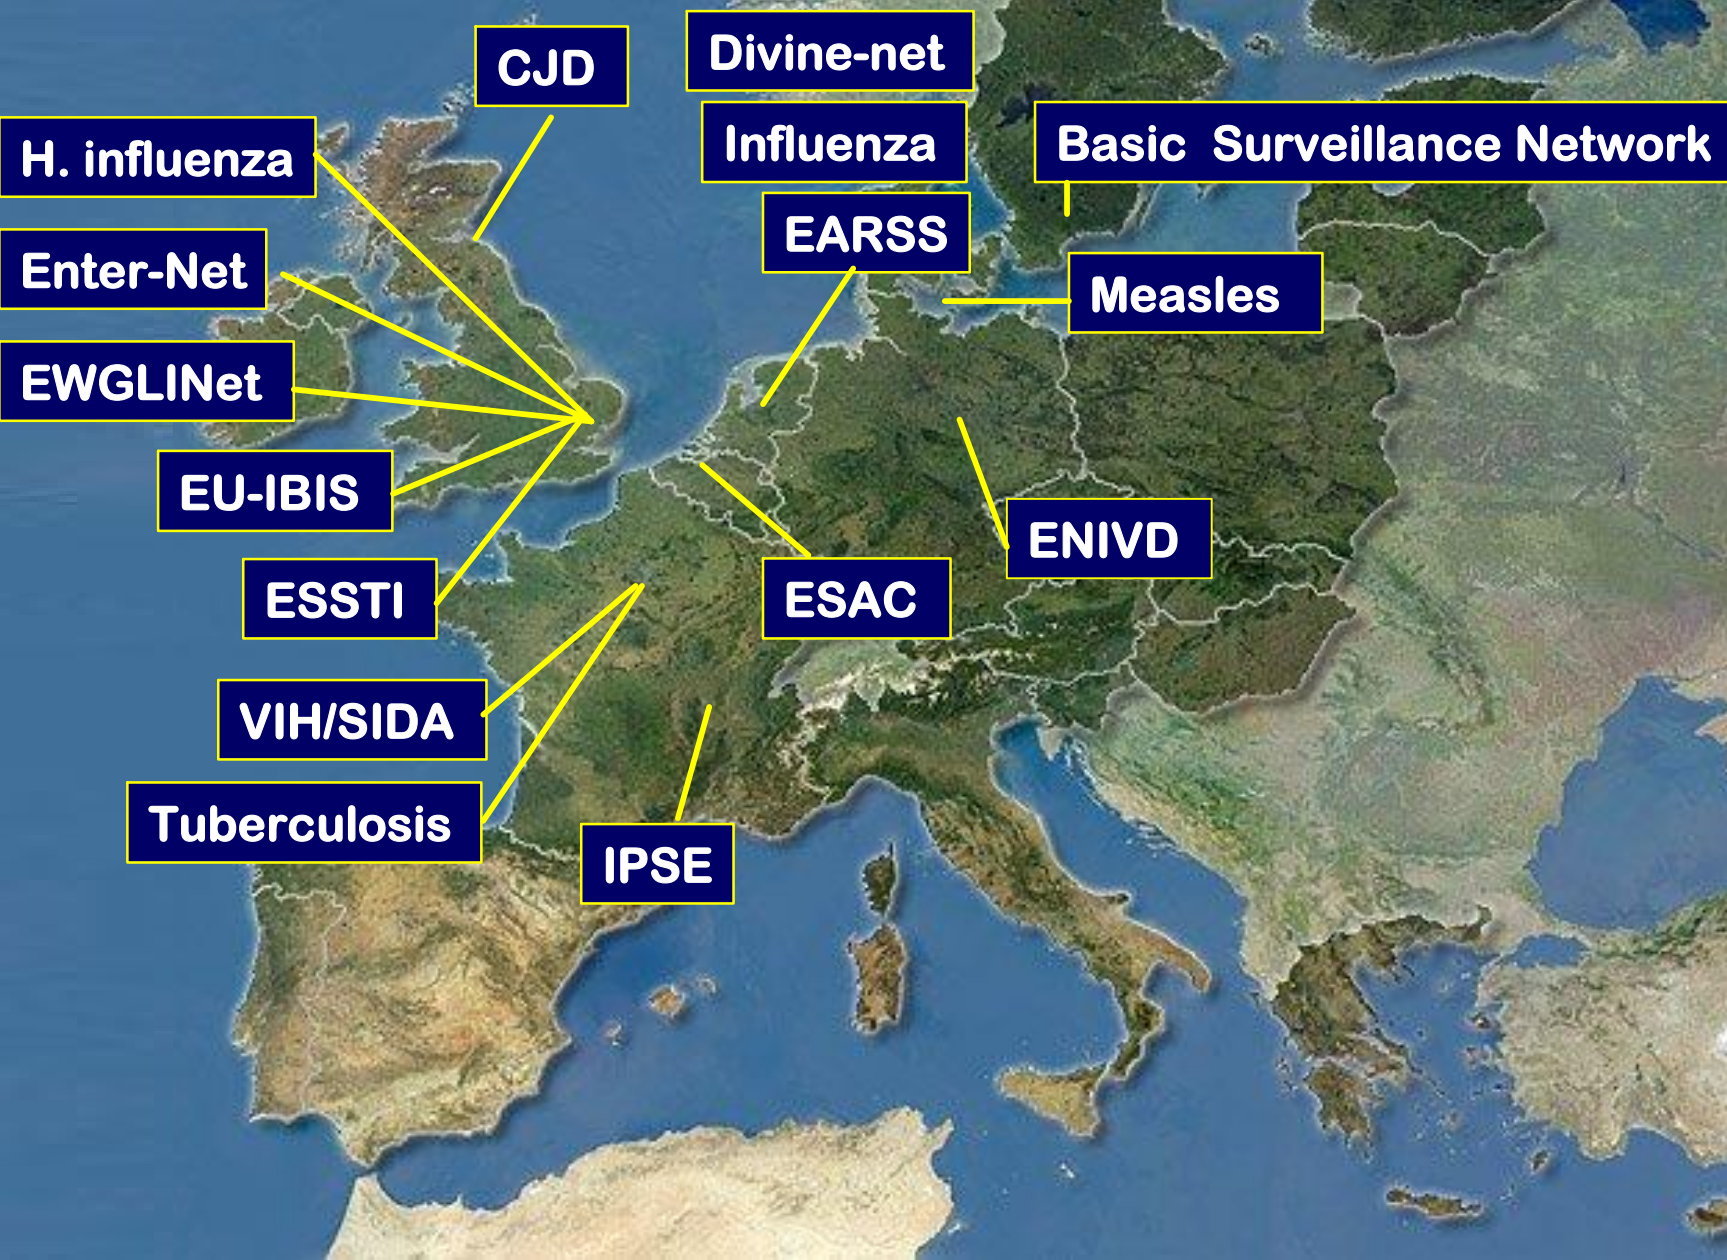 CJD
Divine-net
H. influenza
Influenza
Basic Surveillance Network
Enter-Net
EARSS
Measles
EWGLINet
EU-IBIS
ENIVD
ESSTI
ESAC
VIH/SIDA
Tuberculosis
IPSE